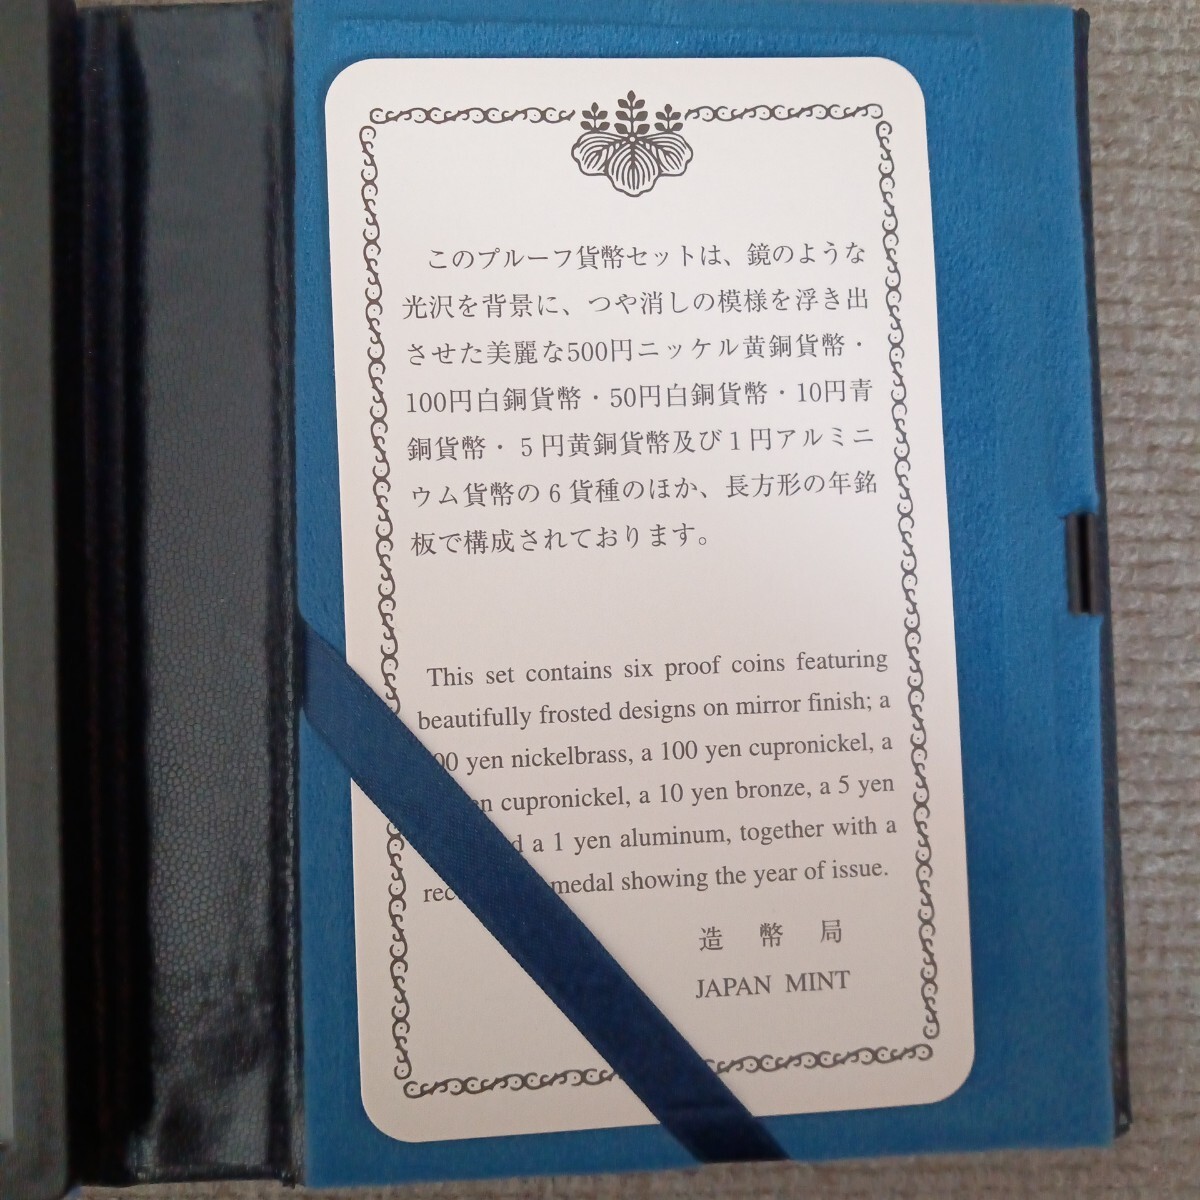 このプルーフ貨幣セットは、鏡のような
光沢を背景に、つや消しの模様を浮き出
させた美麗な500円ニッケル黄銅貨幣・
100円白銅貨幣・50円白銅貨幣・10円青
銅貨幣・5円黄銅貨幣及び1円アルミニ
ウム貨幣の6貨種のほか、長方形の年銘
板で構成されております。
This set contains six proof coins featuring
beautifully frosted designs on mirror finish; a
00 yen nickelbrass, a 100 yen cupronickel, a
cupronickel, a 10 yen bronze, a 5 yen
a 1 yen aluminum, together with a
medal showing the year of issue.
造幣局
JAPAN MINT